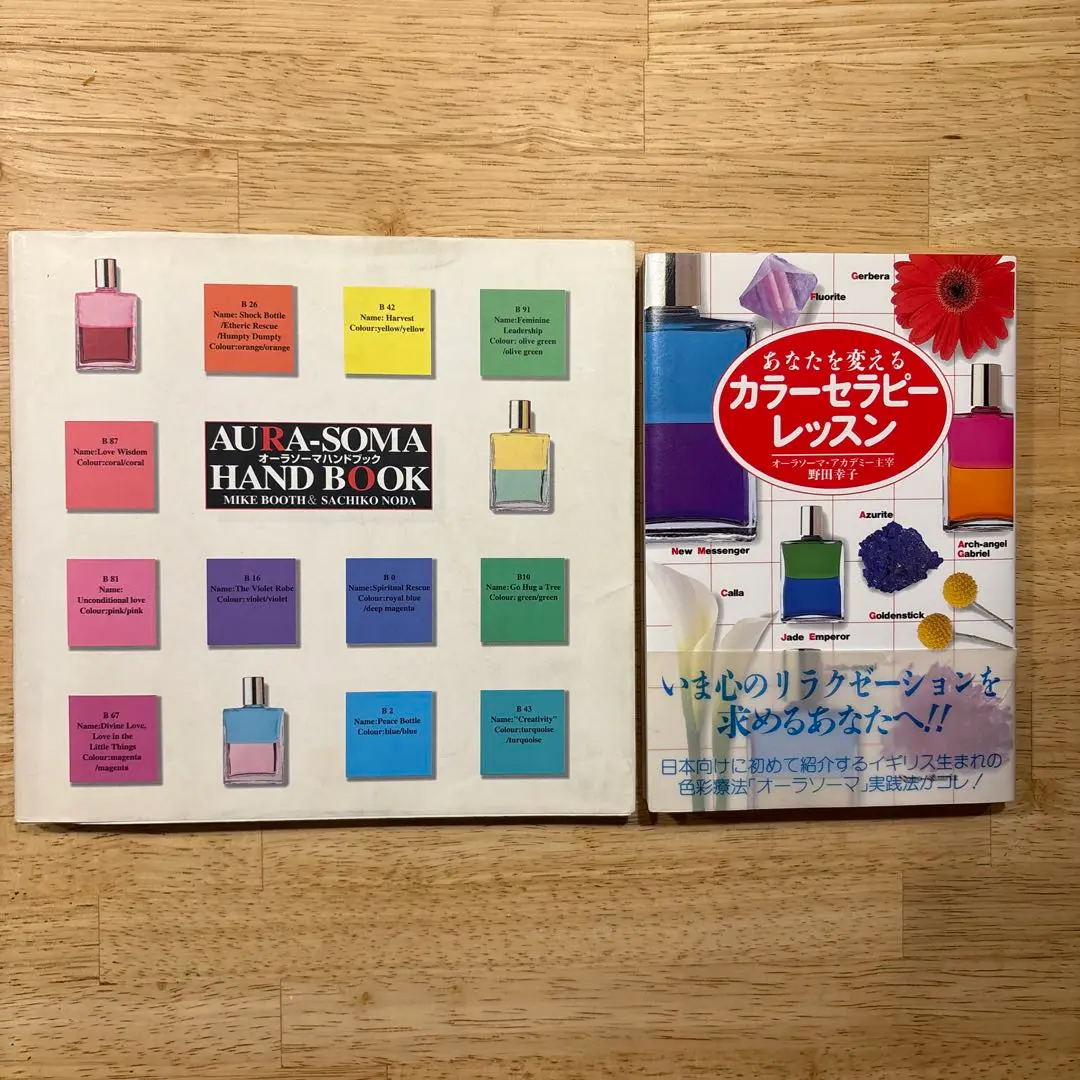 B 26
Name: Shock Bottle
/Etheric Rescue
/Humpty Dumpty
Colour:orange/orange
B 42
Name: Harvest
Colour:yellow/yellow
B 91
Name:Feminine
Leadership
Colour: olive green
/olive green
B 87
Name:Love Wisdom
Colour:coral/coral
AURA-SOMA
オーラソーマハンドブック
HAND BOOK
MIKE BOOTH & SACHIKO NODA
B 81
Name:
Unconditional love
Colour:pink/pink
B 16
Name:The Violet Robe
Colour:violet/violet
B 0
Name:Spiritual Rescue
Colour:royal blue
/deep magenta
B10
Name:Go Hug a Tree
Colour: green/green
B 67
Name:Divine Love,
Love in the
Little Things
Colour:magenta
/magenta
B 2
Name:Peace Bottle
Colour:blue/blue
B 43
Name:"Creativity"
Colour:turquoise
/turquoise
Gerbera
Fluorite
あなたを変える
カラーセラピー
レッスン
オーラソーマ・アカデミー主宰
野田幸子
Azurite
New Messenger
Arch-angel
Gabriel
Calla
Goldenstick
Jade Emperor
いま心のリラクゼーションを
求めるあなたへ!!
日本向けに初めて紹介するイギリス生まれの
色彩療法「オーラソーマ」実践法がコレ!